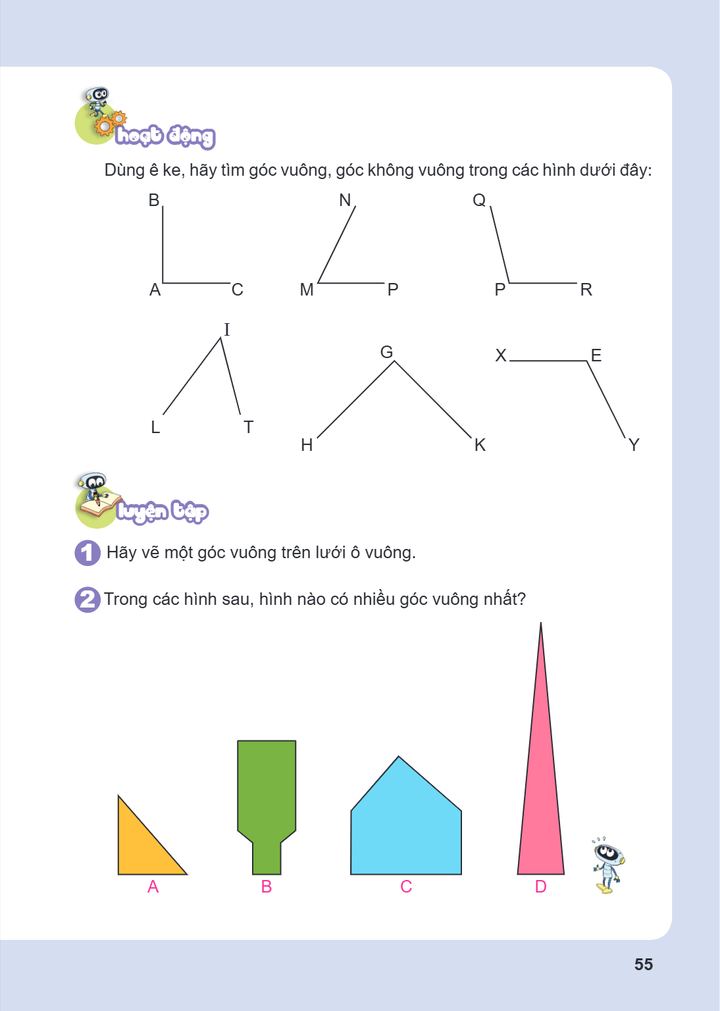 hoạt động
Dùng ê ke, hãy tìm góc vuông, góc không vuông trong các hình dưới đây:
B N Q
A C M P P R
I
G X E
L T
H K Y
luyện tập
1 Hãy vẽ một góc vuông trên lưới ô vuông.
2 Trong các hình sau, hình nào có nhiều góc vuông nhất?
A B C D
55